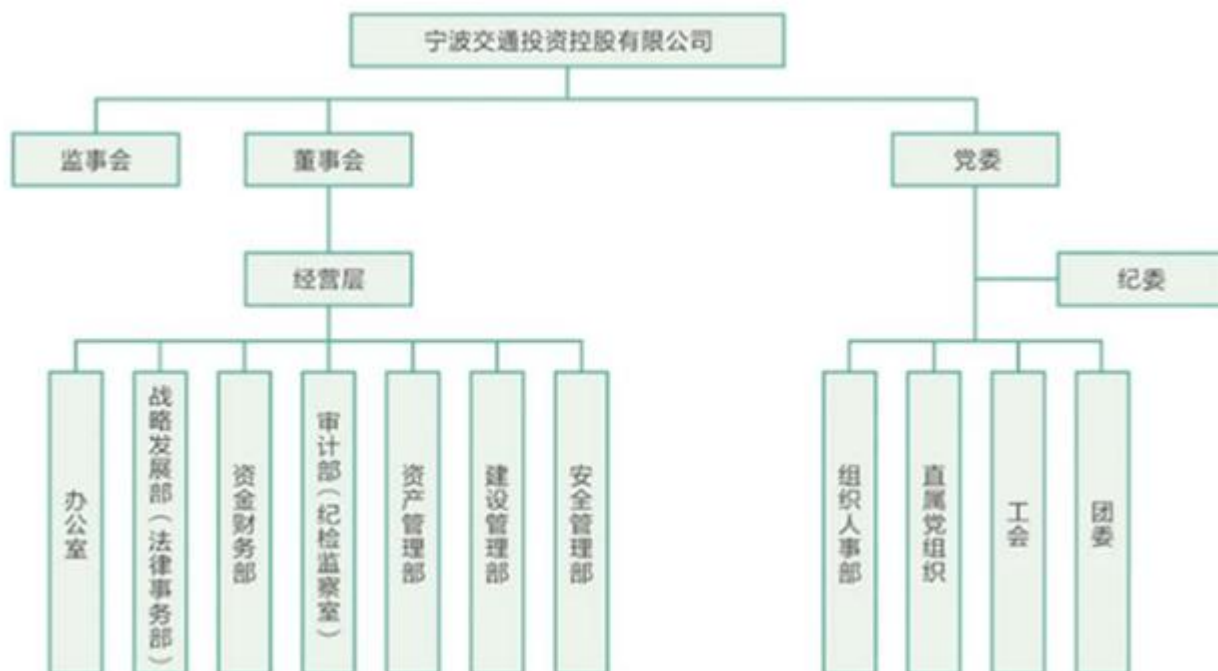 宁波交通投资控股有限公司
监事会
董事会
党委
经营层
纪委
办公室
战略发展部（法律事务部）
资金财务部
审计部（纪检监察室）
资产管理部
建设管理部
安全管理部
组织人事部
直属党组织
工会
团委